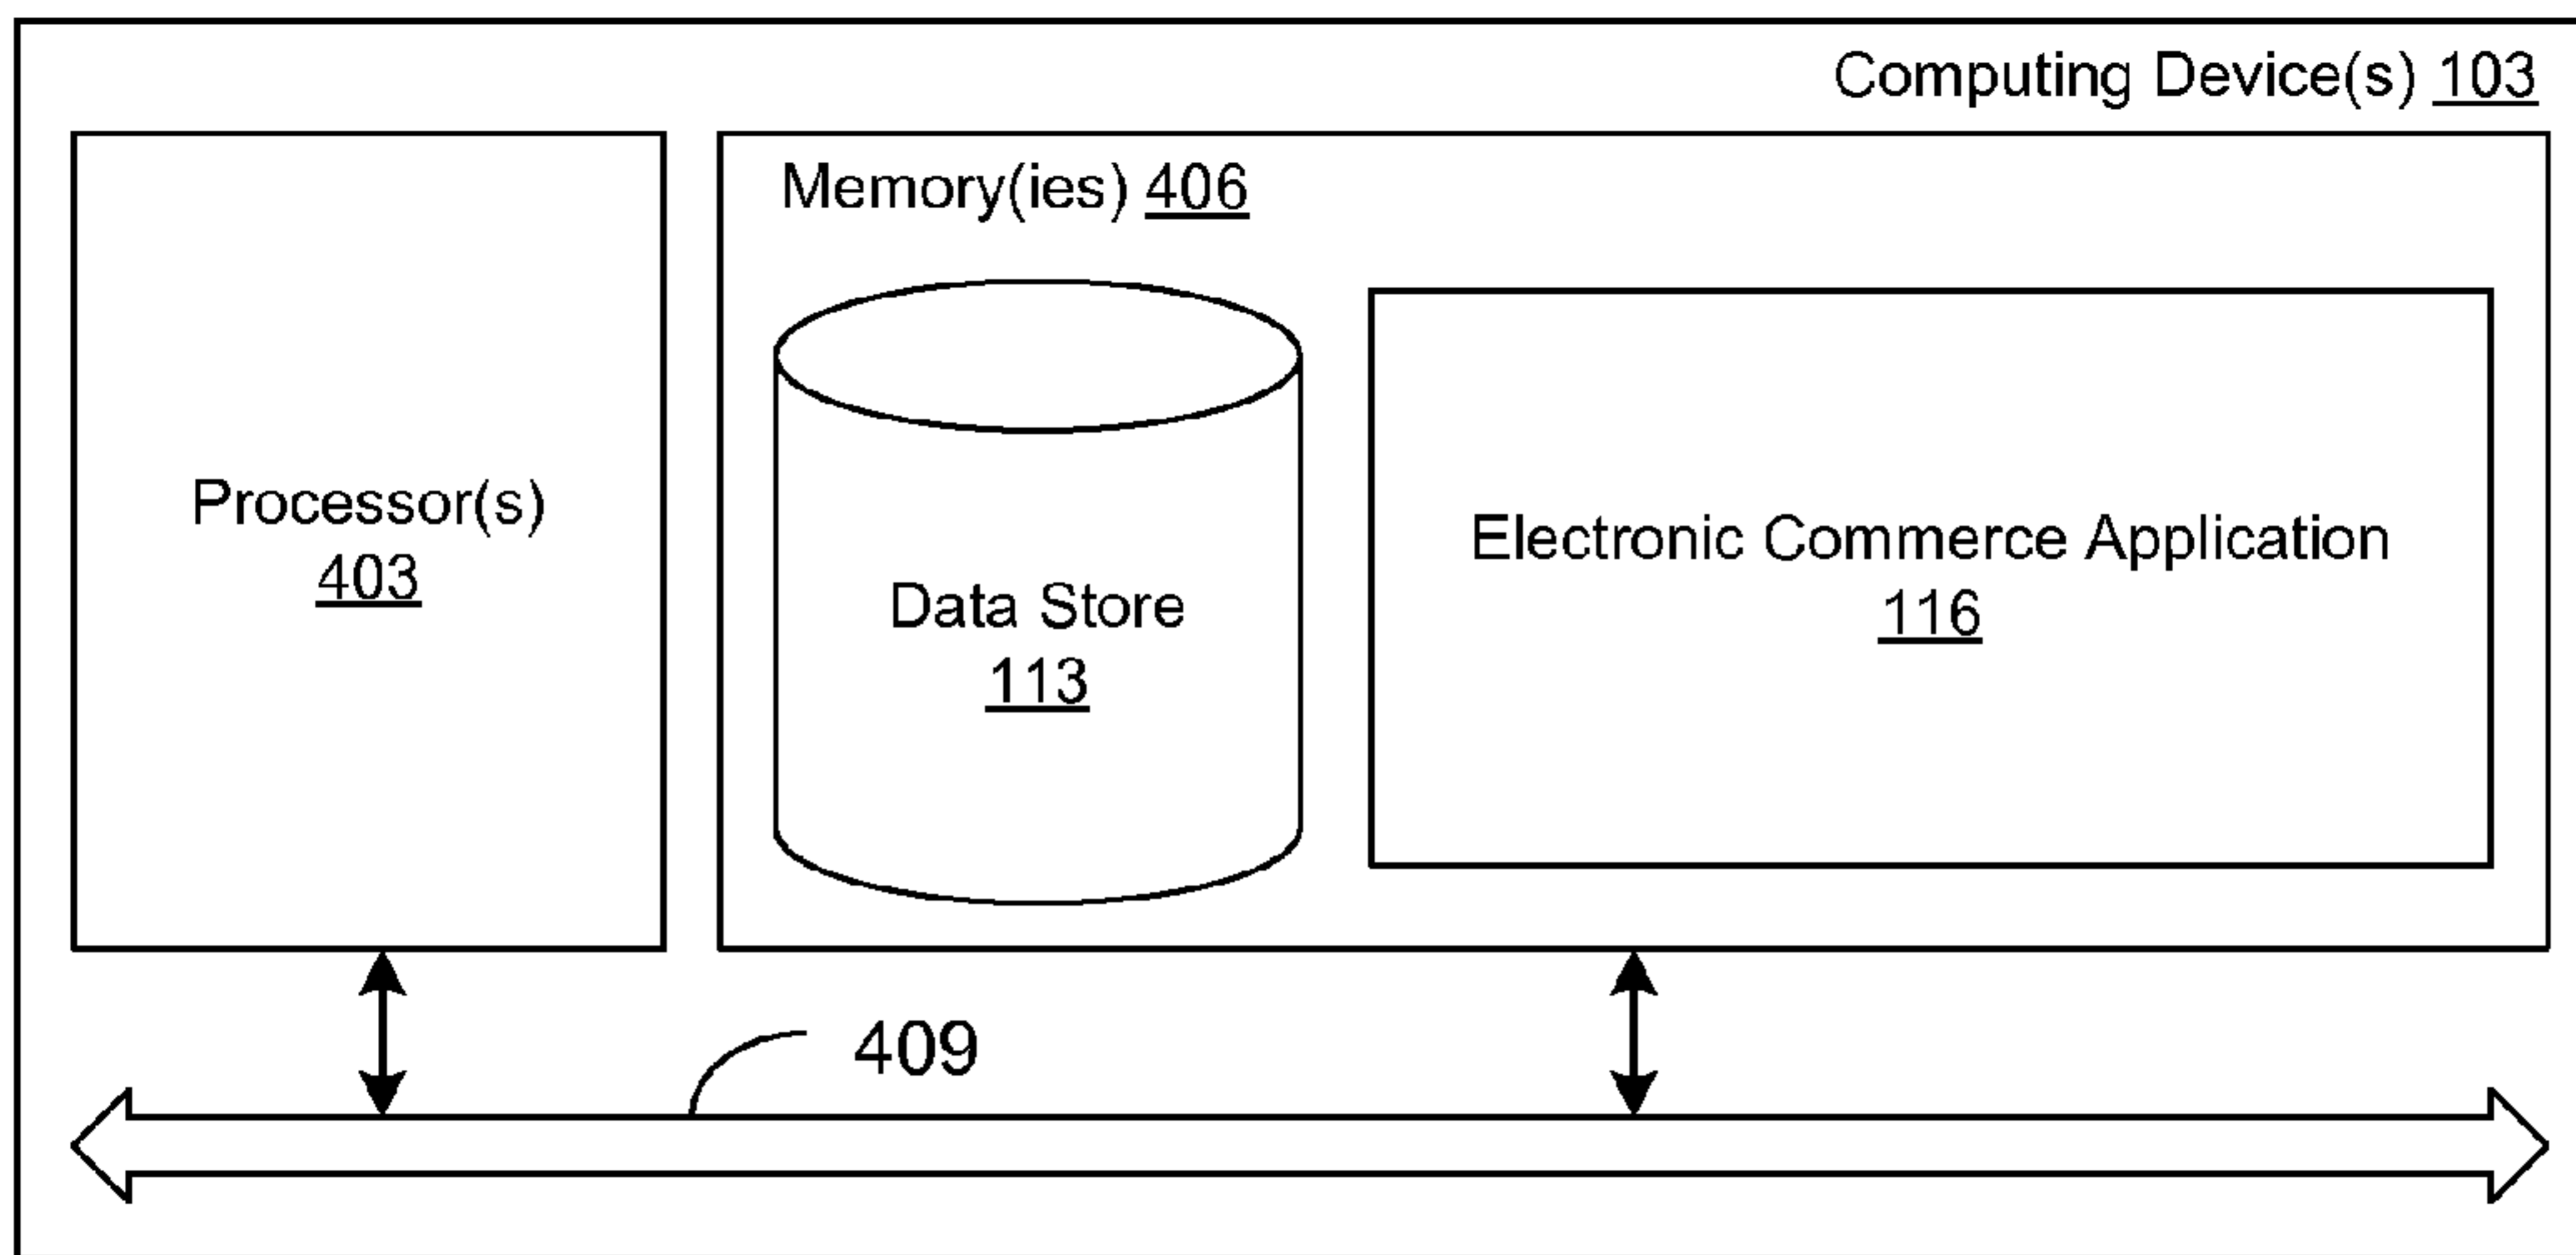 Computing Device(s) 103
Memory(ies) 406
Processor(s)
403
Data Store
113
Electronic Commerce Application
116
409